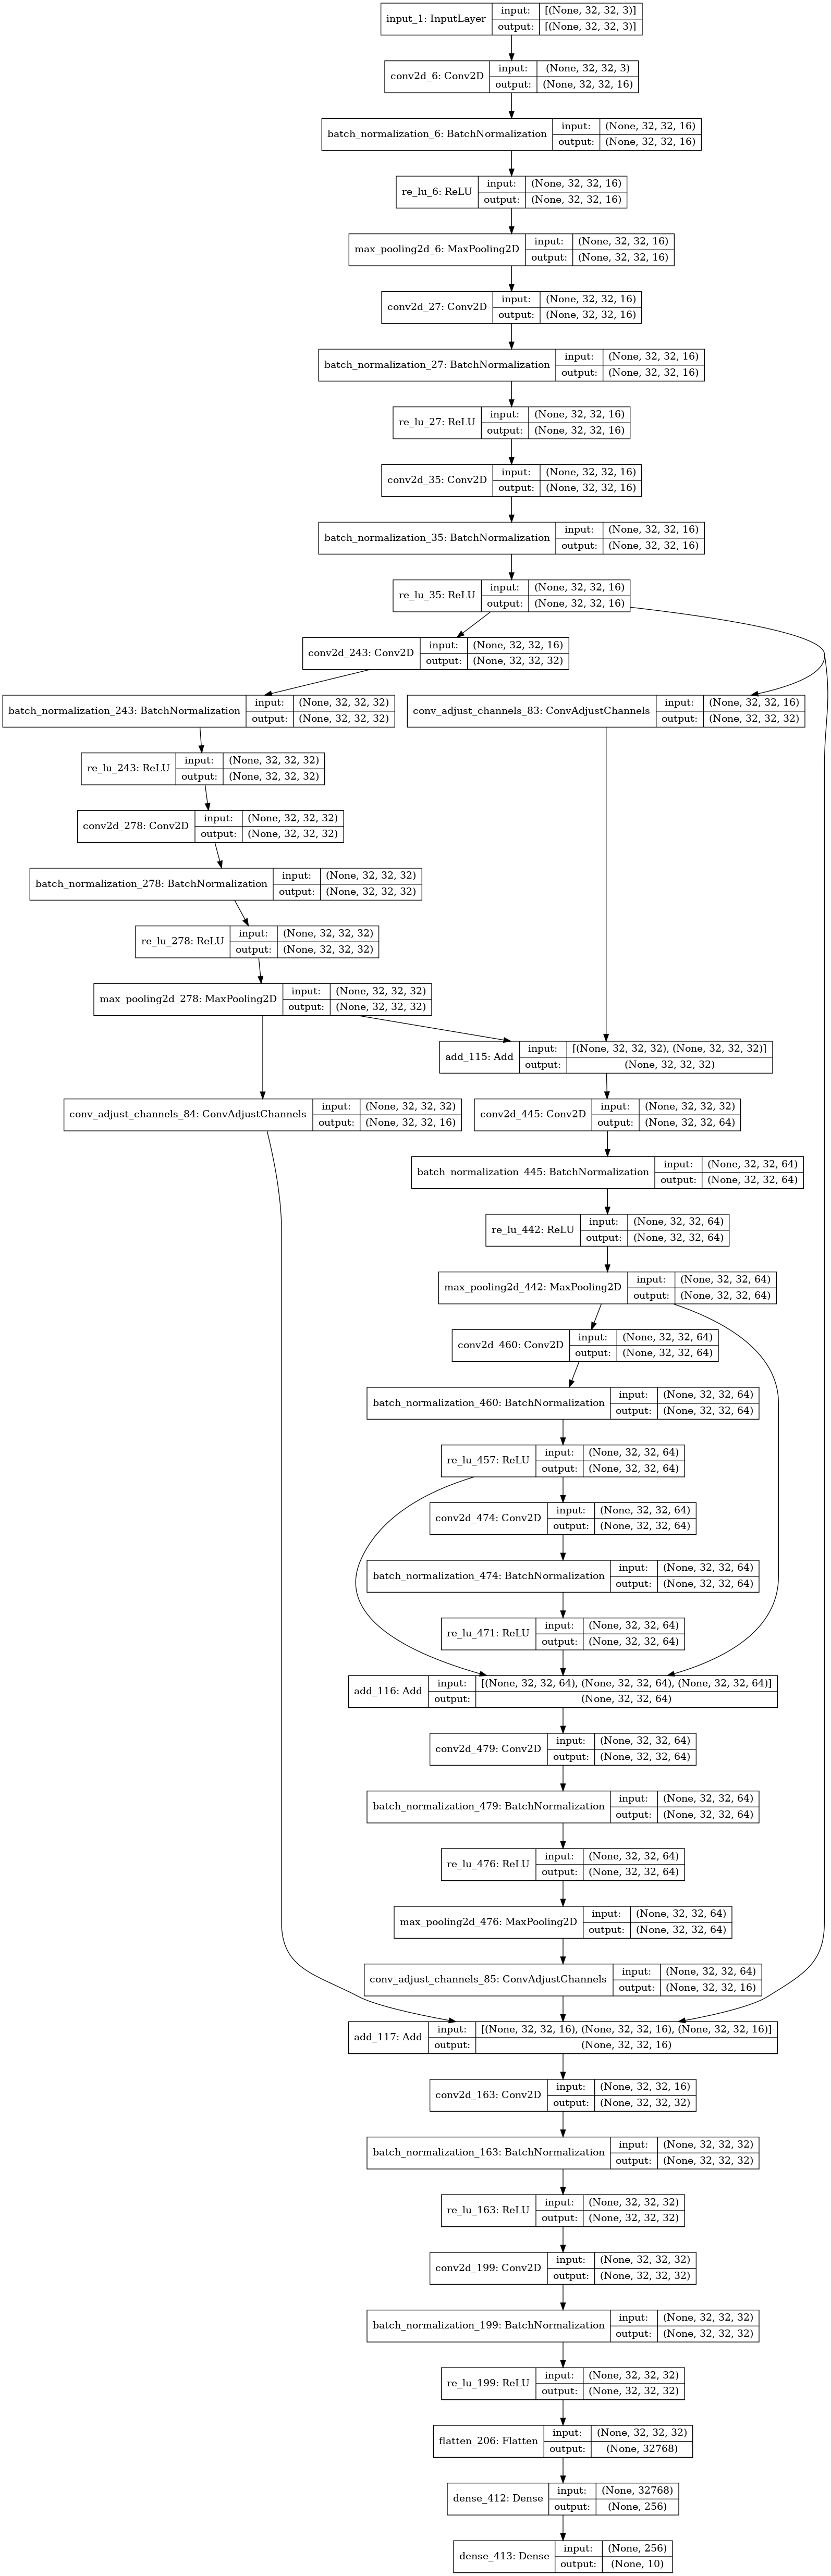 input_1: InputLayer
input: [(None, 32, 32, 3)]
output: [(None, 32, 32, 3)]
conv2d_6: Conv2D
input: (None, 32, 32, 3)
output: (None, 32, 32, 16)
batch_normalization_6: BatchNormalization
input: (None, 32, 32, 16)
output: (None, 32, 32, 16)
re_lu_6: ReLU
input: (None, 32, 32, 16)
output: (None, 32, 32, 16)
max_pooling2d_6: MaxPooling2D
input: (None, 32, 32, 16)
output: (None, 32, 32, 16)
conv2d_27: Conv2D
input: (None, 32, 32, 16)
output: (None, 32, 32, 16)
batch_normalization_27: BatchNormalization
input: (None, 32, 32, 16)
output: (None, 32, 32, 16)
re_lu_27: ReLU
input: (None, 32, 32, 16)
output: (None, 32, 32, 16)
conv2d_35: Conv2D
input: (None, 32, 32, 16)
output: (None, 32, 32, 16)
batch_normalization_35: BatchNormalization
input: (None, 32, 32, 16)
output: (None, 32, 32, 16)
re_lu_35: ReLU
input: (None, 32, 32, 16)
output: (None, 32, 32, 16)
conv2d_243: Conv2D
input: (None, 32, 32, 16)
output: (None, 32, 32, 32)
batch_normalization_243: BatchNormalization
input: (None, 32, 32, 32)
output: (None, 32, 32, 32)
conv_adjust_channels_83: ConvAdjustChannels
input: (None, 32, 32, 16)
output: (None, 32, 32, 32)
re_lu_243: ReLU
input: (None, 32, 32, 32)
output: (None, 32, 32, 32)
conv2d_278: Conv2D
input: (None, 32, 32, 32)
output: (None, 32, 32, 32)
batch_normalization_278: BatchNormalization
input: (None, 32, 32, 32)
output: (None, 32, 32, 32)
re_lu_278: ReLU
input: (None, 32, 32, 32)
output: (None, 32, 32, 32)
max_pooling2d_278: MaxPooling2D
input: (None, 32, 32, 32)
output: (None, 32, 32, 32)
add_115: Add
input: [(None, 32, 32, 32), (None, 32, 32, 32)]
output: (None, 32, 32, 32)
conv_adjust_channels_84: ConvAdjustChannels
input: (None, 32, 32, 32)
output: (None, 32, 32, 16)
conv2d_445: Conv2D
input: (None, 32, 32, 32)
output: (None, 32, 32, 64)
batch_normalization_445: BatchNormalization
input: (None, 32, 32, 64)
output: (None, 32, 32, 64)
re_lu_442: ReLU
input: (None, 32, 32, 64)
output: (None, 32, 32, 64)
max_pooling2d_442: MaxPooling2D
input: (None, 32, 32, 64)
output: (None, 32, 32, 64)
conv2d_460: Conv2D
input: (None, 32, 32, 64)
output: (None, 32, 32, 64)
batch_normalization_460: BatchNormalization
input: (None, 32, 32, 64)
output: (None, 32, 32, 64)
re_lu_457: ReLU
input: (None, 32, 32, 64)
output: (None, 32, 32, 64)
conv2d_474: Conv2D
input: (None, 32, 32, 64)
output: (None, 32, 32, 64)
batch_normalization_474: BatchNormalization
input: (None, 32, 32, 64)
output: (None, 32, 32, 64)
re_lu_471: ReLU
input: (None, 32, 32, 64)
output: (None, 32, 32, 64)
add_116: Add
input: [(None, 32, 32, 64), (None, 32, 32, 64), (None, 32, 32, 64)]
output: (None, 32, 32, 64)
conv2d_479: Conv2D
input: (None, 32, 32, 64)
output: (None, 32, 32, 64)
batch_normalization_479: BatchNormalization
input: (None, 32, 32, 64)
output: (None, 32, 32, 64)
re_lu_476: ReLU
input: (None, 32, 32, 64)
output: (None, 32, 32, 64)
max_pooling2d_476: MaxPooling2D
input: (None, 32, 32, 64)
output: (None, 32, 32, 64)
conv_adjust_channels_85: ConvAdjustChannels
input: (None, 32, 32, 64)
output: (None, 32, 32, 16)
add_117: Add
input: [(None, 32, 32, 16), (None, 32, 32, 16), (None, 32, 32, 16)]
output: (None, 32, 32, 16)
conv2d_163: Conv2D
input: (None, 32, 32, 16)
output: (None, 32, 32, 32)
batch_normalization_163: BatchNormalization
input: (None, 32, 32, 32)
output: (None, 32, 32, 32)
re_lu_163: ReLU
input: (None, 32, 32, 32)
output: (None, 32, 32, 32)
conv2d_199: Conv2D
input: (None, 32, 32, 32)
output: (None, 32, 32, 32)
batch_normalization_199: BatchNormalization
input: (None, 32, 32, 32)
output: (None, 32, 32, 32)
re_lu_199: ReLU
input: (None, 32, 32, 32)
output: (None, 32, 32, 32)
flatten_206: Flatten
input: (None, 32, 32, 32)
output: (None, 32768)
dense_412: Dense
input: (None, 32768)
output: (None, 256)
dense_413: Dense
input: (None, 256)
output: (None, 10)